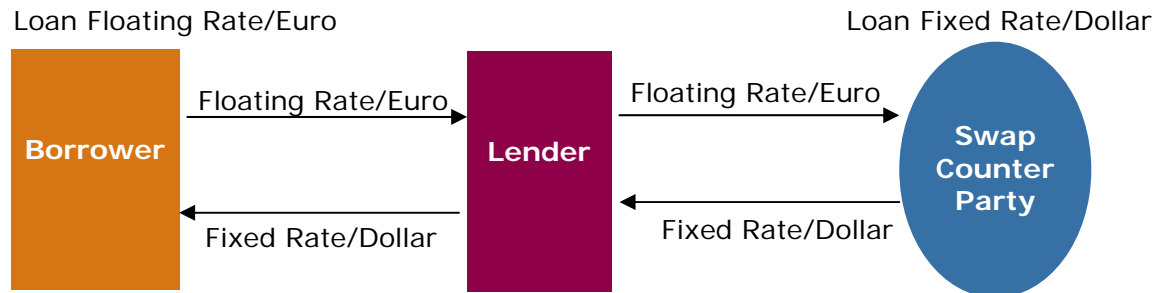 Loan Floating Rate/Euro
Loan Fixed Rate/Dollar
Floating Rate/Euro
Floating Rate/Euro
Borrower
Lender
Swap
Counter
Party
Fixed Rate/Dollar
Fixed Rate/Dollar